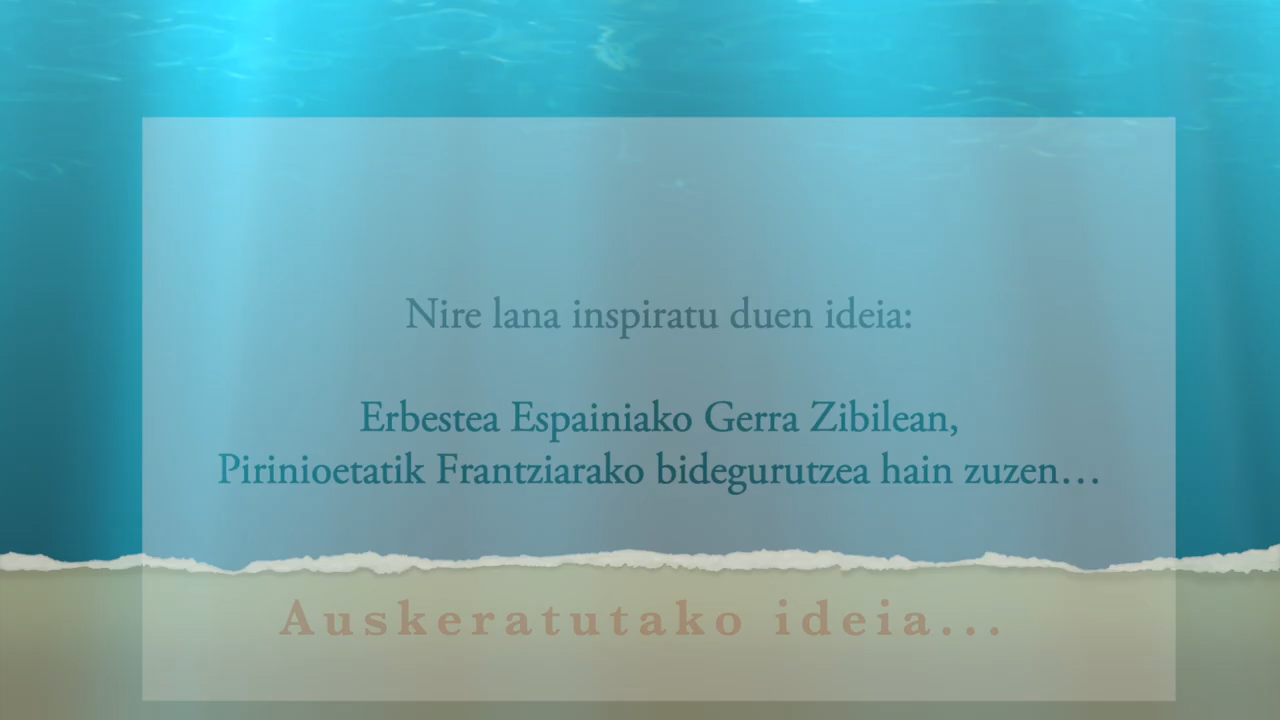 Nire lana inspiratu duen ideia:
Erbestea Espainiako Gerra Zibilean,
Pirinioetatik Frantziarako bidegurutzea hain zuzen...
Auskeratutako ideia...